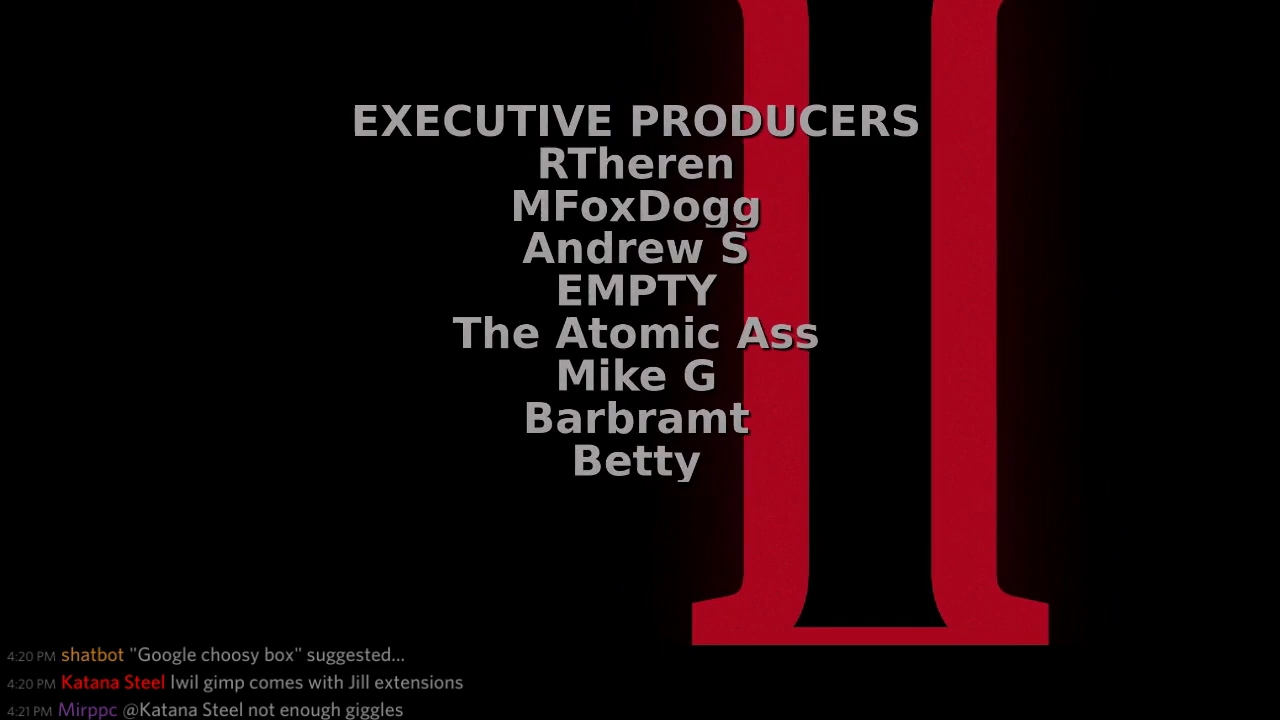 EXECUTIVE PRODUCERS
RTheren
MFoxDogg
Andrew S
EMPTY
The Atomic Ass
Mike G
Barbramt
Betty
4:20 PM shatbot "Google choosy box" suggested...
4:20 PM Katana Steel Iwil gimp comes with Jill extensions
4:21 PM Mirppc @Katana Steel not enough giggles